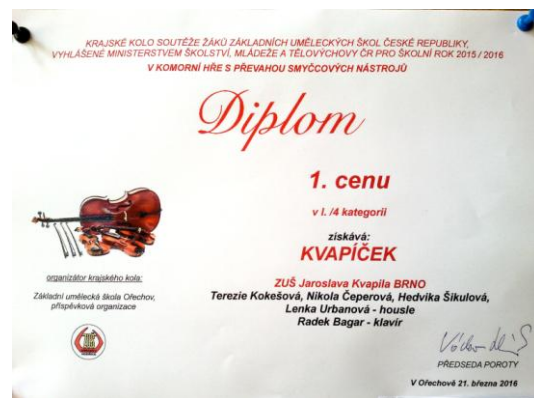 KRAJSKÉ KOLO SOUTĚŽE ŽÁKŮ ZÁKLADNÍCH UMĚLECKÝCH ŠKOL ČESKÉ REPUBLIKY,
VYHLÁŠENÉ MINISTERSTVEM ŠKOLSTVÍ, MLÁDEŽE A TĚLOVÝCHOVY ČR PRO ŠKOLNÍ ROK 2015 / 2016
V KOMORNÍ HŘE S PŘEVAHOU SMYČCOVÝCH NÁSTROJŮ
Diplom
1. cenu
v I. /4 kategorii
získává:
KVAPÍČEK
ZUŠ Jaroslava Kvapila BRNO
Terezie Kokešová, Nikola Čeperová, Hedvika Šikulová,
Lenka Urbanová - housle
Radek Bagar - klavír
organizátor krajského kola:
Základní umělecká škola Ořechov,
příspěvková organizace
PŘEDSEDA POROTY
V Ořechově 21. března 2016